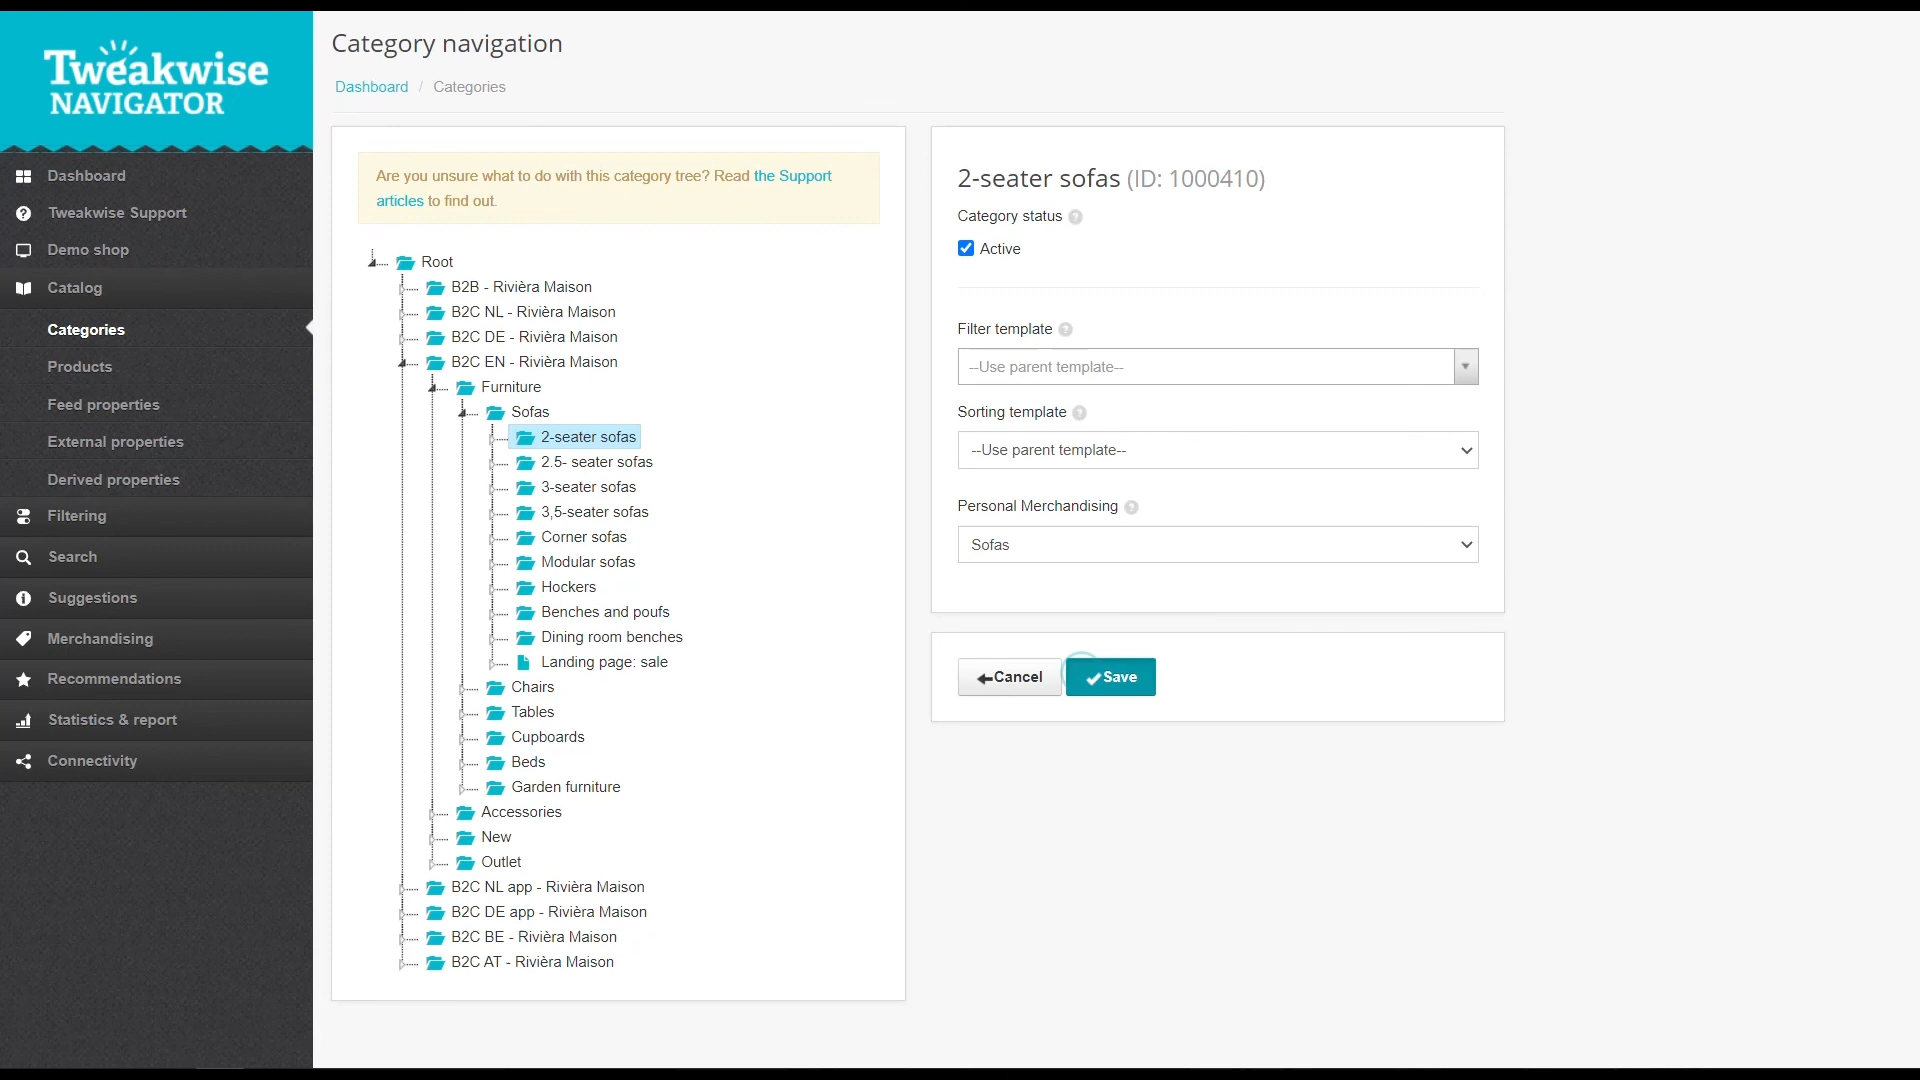 Tweakwise
NAVIGATOR
Dashboard
Tweakwise Support
Demo shop
Catalog
Categories
Products
Feed properties
External properties
Derived properties
Filtering
Search
Suggestions
Merchandising
Recommendations
Statistics & report
Connectivity
Category navigation
Dashboard / Categories
Are you unsure what to do with this category tree? Read the Support
articles to find out.
Root
B2B - Rivièra Maison
B2C NL - Rivièra Maison
B2C DE - Rivièra Maison
B2C EN - Rivièra Maison
Furniture
Sofas
2-seater sofas
2.5- seater sofas
3-seater sofas
3,5-seater sofas
Corner sofas
Modular sofas
Hockers
Benches and poufs
Dining room benches
Landing page: sale
Chairs
Tables
Cupboards
Beds
Garden furniture
Accessories
New
Outlet
B2C NL app - Rivièra Maison
B2C DE app - Rivièra Maison
B2C BE - Rivièra Maison
B2C AT - Rivièra Maison
2-seater sofas (ID: 1000410)
Category status ?
Active
Filter template ?
--Use parent template--
Sorting template ?
--Use parent template--
Personal Merchandising ?
Sofas
Cancel
Save